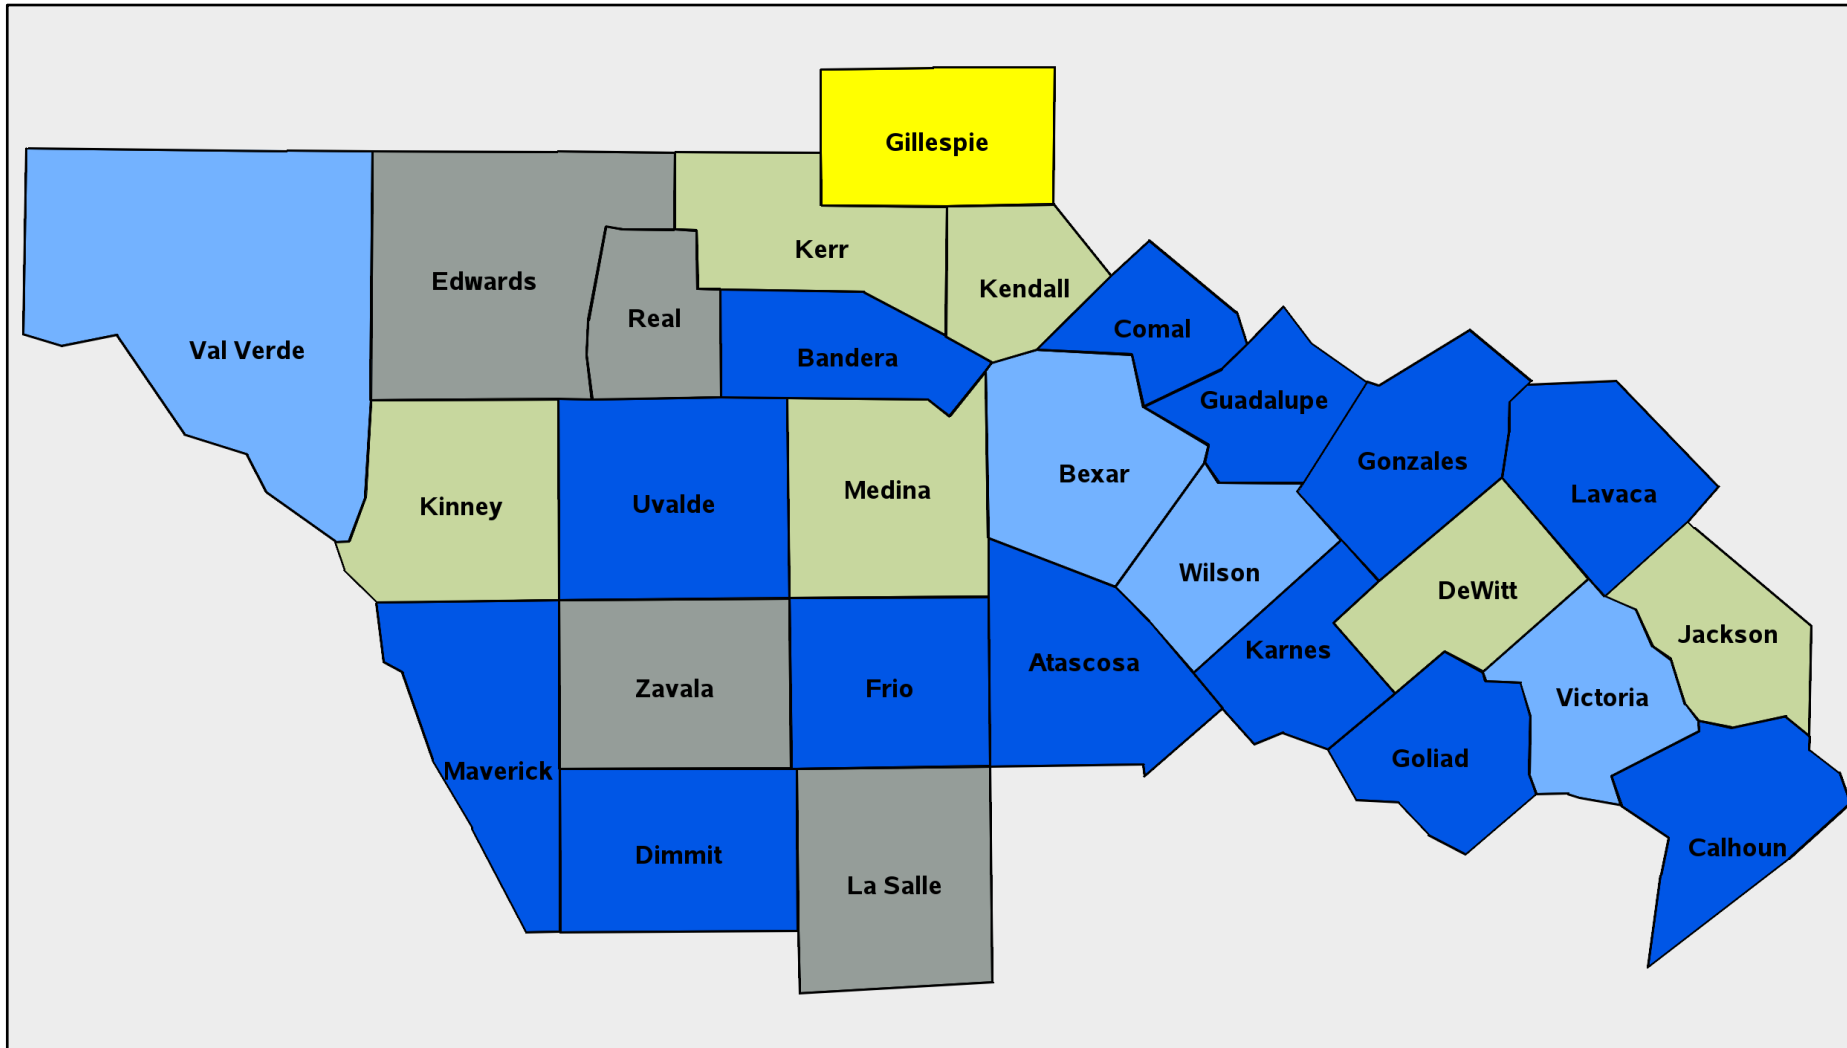 Gillespie
Kerr
Edwards
Kendall
Real
Comal
Val Verde
Bandera
Guadalupe
Gonzales
Bexar
Medina
Lavaca
Uvalde
Kinney
Wilson
DeWitt
Jackson
Karnes
Atascosa
Zavala
Frio
Victoria
Goliad
Maverick
Calhoun
Dimmit
La Salle